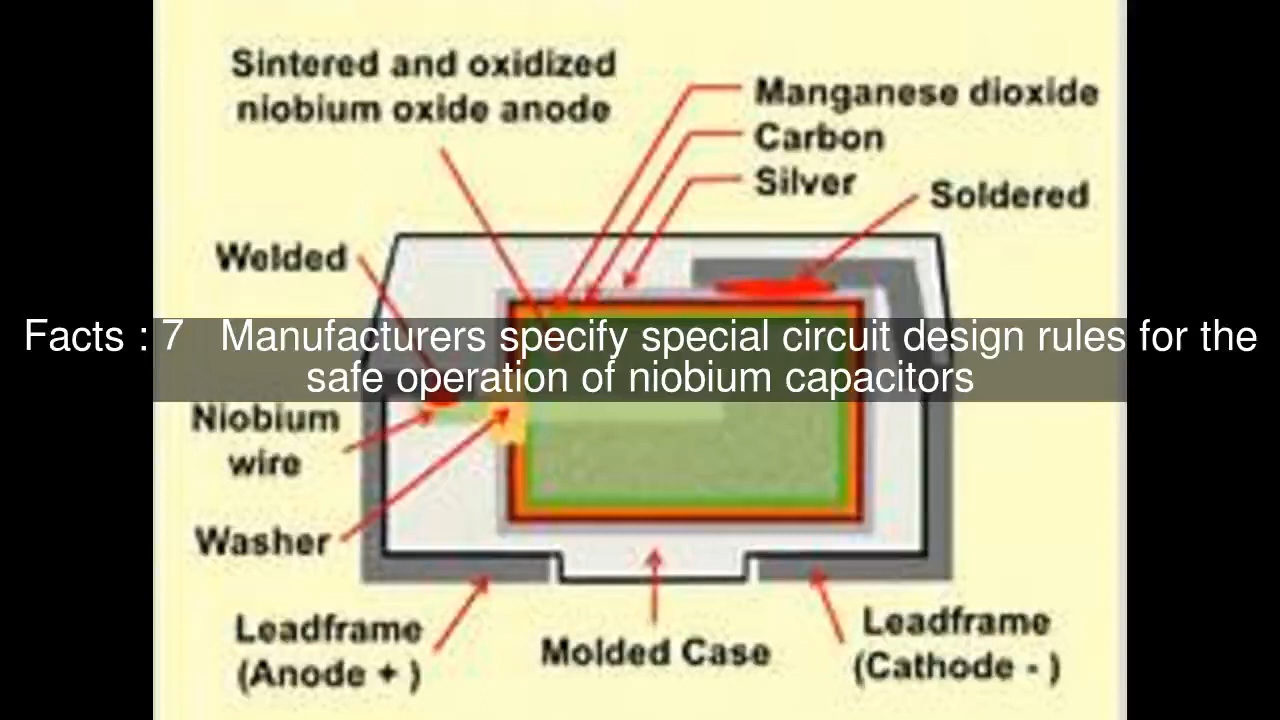 Sintered and oxidized
niobium oxide anode
Manganese dioxide
Carbon
Silver
Soldered
Welded
Facts : 7 Manufacturers specify special circuit design rules for the
safe operation of niobium capacitors
Niobium
wire
Washer
Leadframe
(Anode + )
Molded Case
Leadframe
(Cathode - )